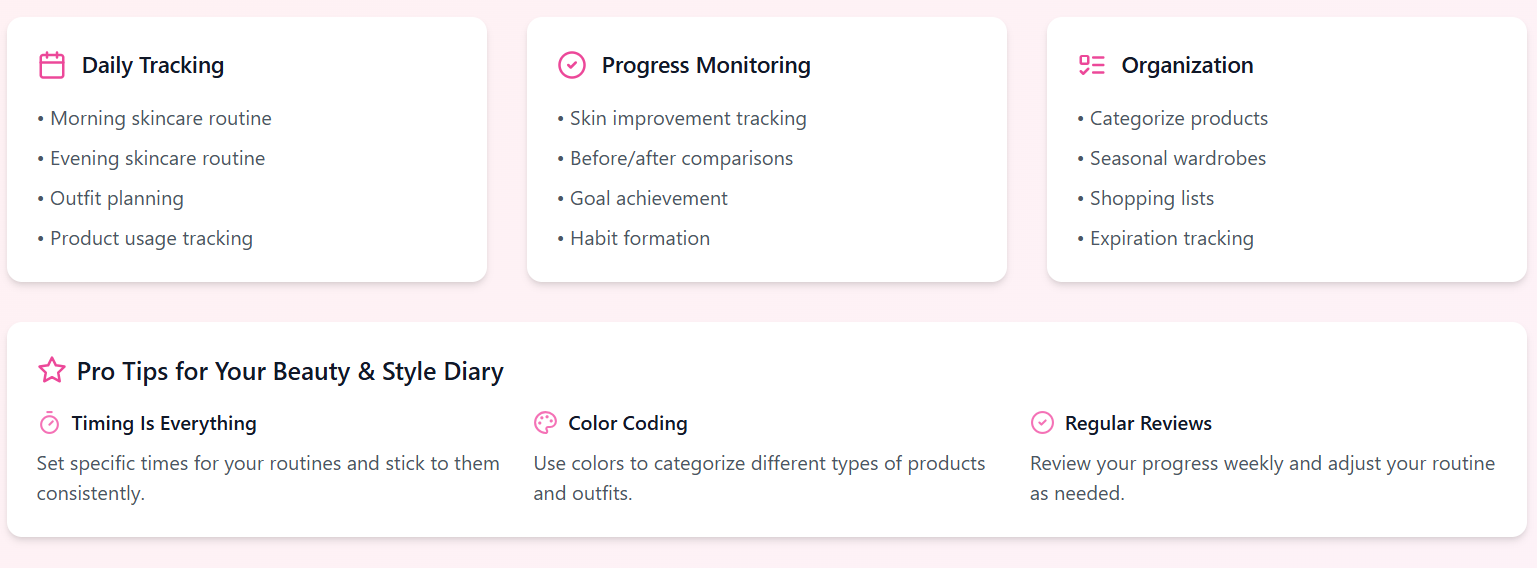 Daily Tracking
• Morning skincare routine
• Evening skincare routine
• Outfit planning
• Product usage tracking
Progress Monitoring
• Skin improvement tracking
• Before/after comparisons
• Goal achievement
• Habit formation
Organization
• Categorize products
• Seasonal wardrobes
• Shopping lists
• Expiration tracking
Pro Tips for Your Beauty & Style Diary
Timing Is Everything
Set specific times for your routines and stick to them
consistently.
Color Coding
Use colors to categorize different types of products
and outfits.
Regular Reviews
Review your progress weekly and adjust your routine
as needed.